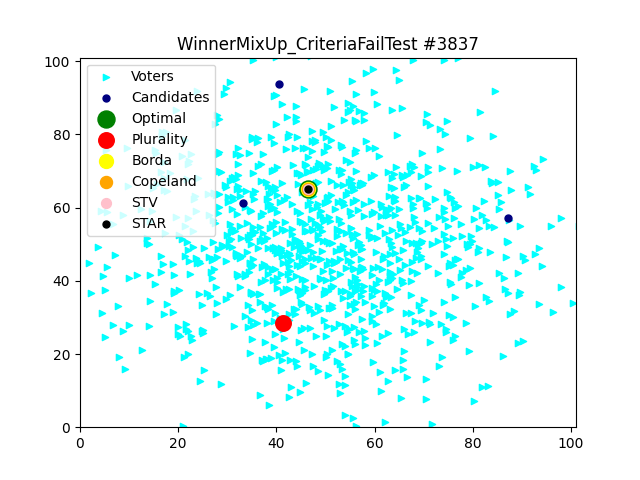 WinnerMixUp_CriteriaFailTest #3837
100
80
60
40
20
0
0 20 40 60 80 100
Voters
Candidates
Optimal
Plurality
Borda
Copeland
STV
STAR